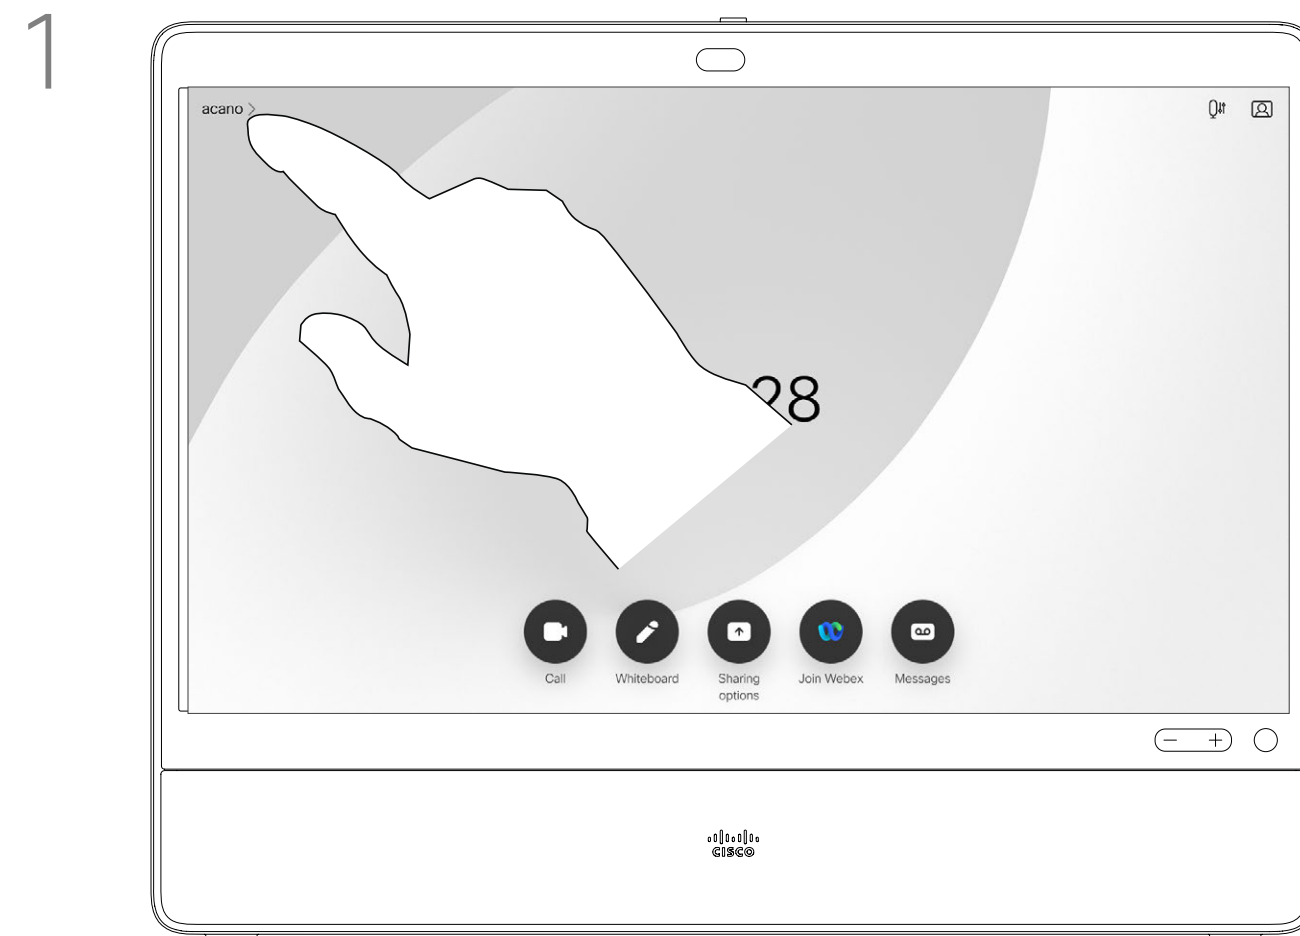 1
acano >
28
Call
Whiteboard
Sharing
options
Join Webex
Messages
CISCO